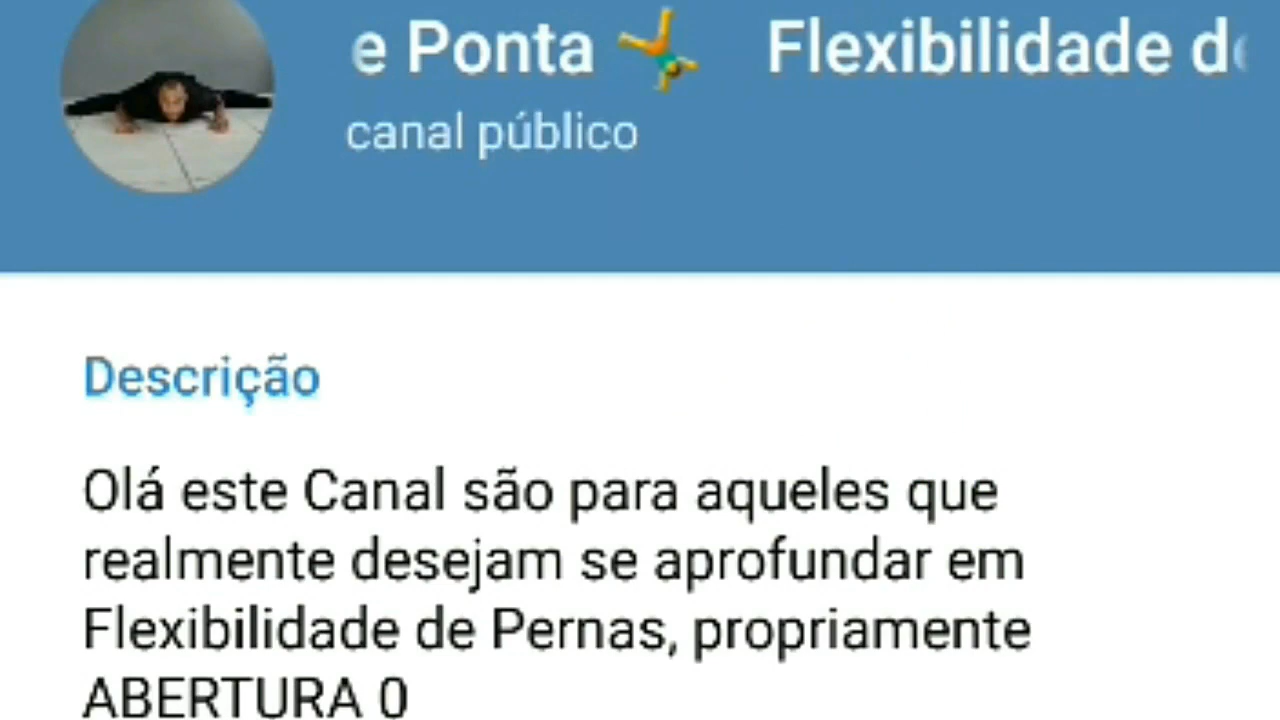 e Ponta 🤸 Flexibilidade d
canal público
Descrição
Olá este Canal são para aqueles que
realmente desejam se aprofundar em
Flexibilidade de Pernas, propriamente
ABERTURA 0